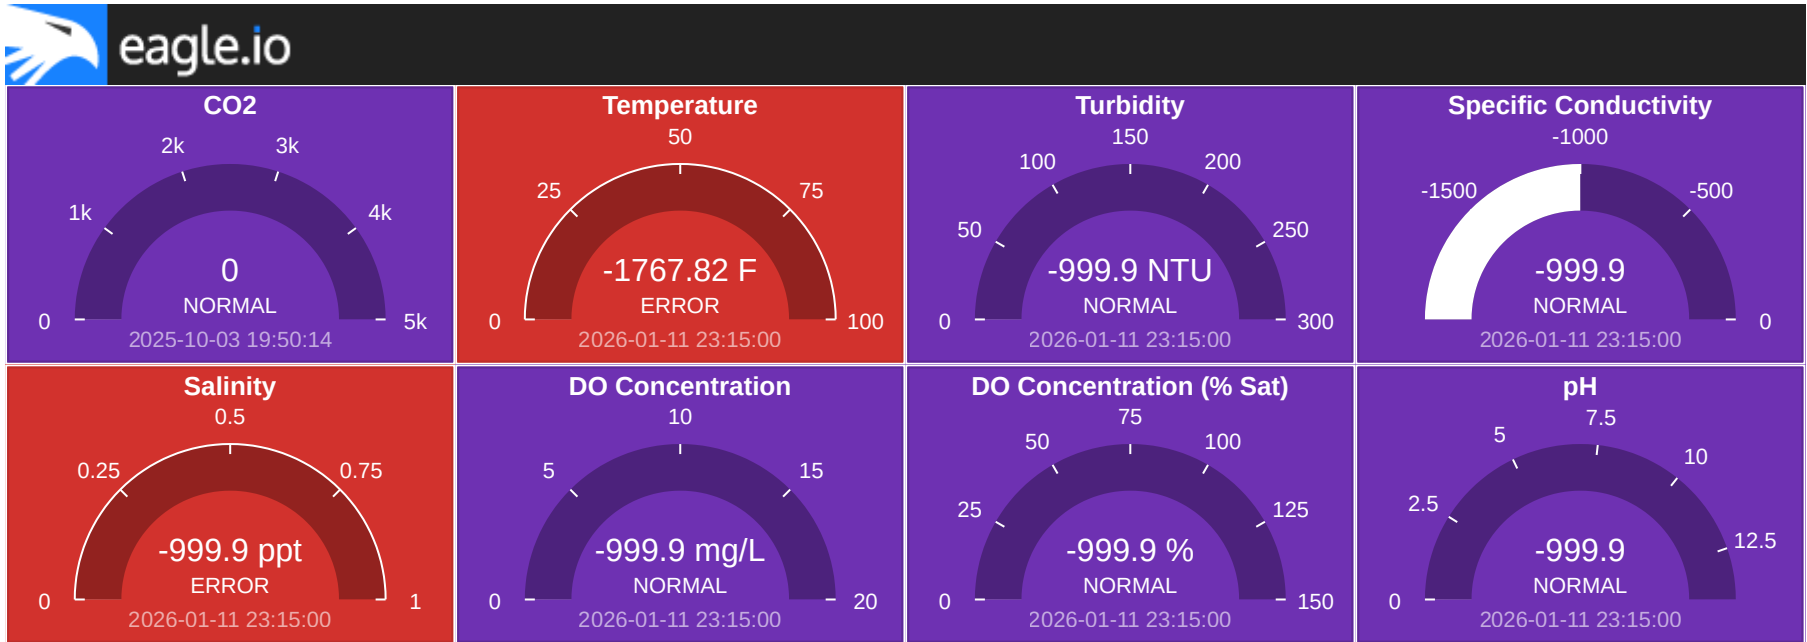 eagle.io
CO2
2k
3k
1k
4k
0
NORMAL
0
5k
2025-10-03 19:50:14
Temperature
50
25
75
-1767.82 F
ERROR
0
100
2026-01-11 23:15:00
Turbidity
150
100
200
50
250
-999.9 NTU
NORMAL
0
300
2026-01-11 23:15:00
Specific Conductivity
-1000
-1500
-500
-999.9
NORMAL
0
2026-01-11 23:15:00
Salinity
0.5
0.25
0.75
-999.9 ppt
ERROR
0
1
2026-01-11 23:15:00
DO Concentration
10
5
15
-999.9 mg/L
NORMAL
0
20
2026-01-11 23:15:00
DO Concentration (% Sat)
75
50
100
25
125
-999.9 %
NORMAL
0
150
2026-01-11 23:15:00
pH
7.5
5
10
2.5
12.5
-999.9
NORMAL
0
2026-01-11 23:15:00